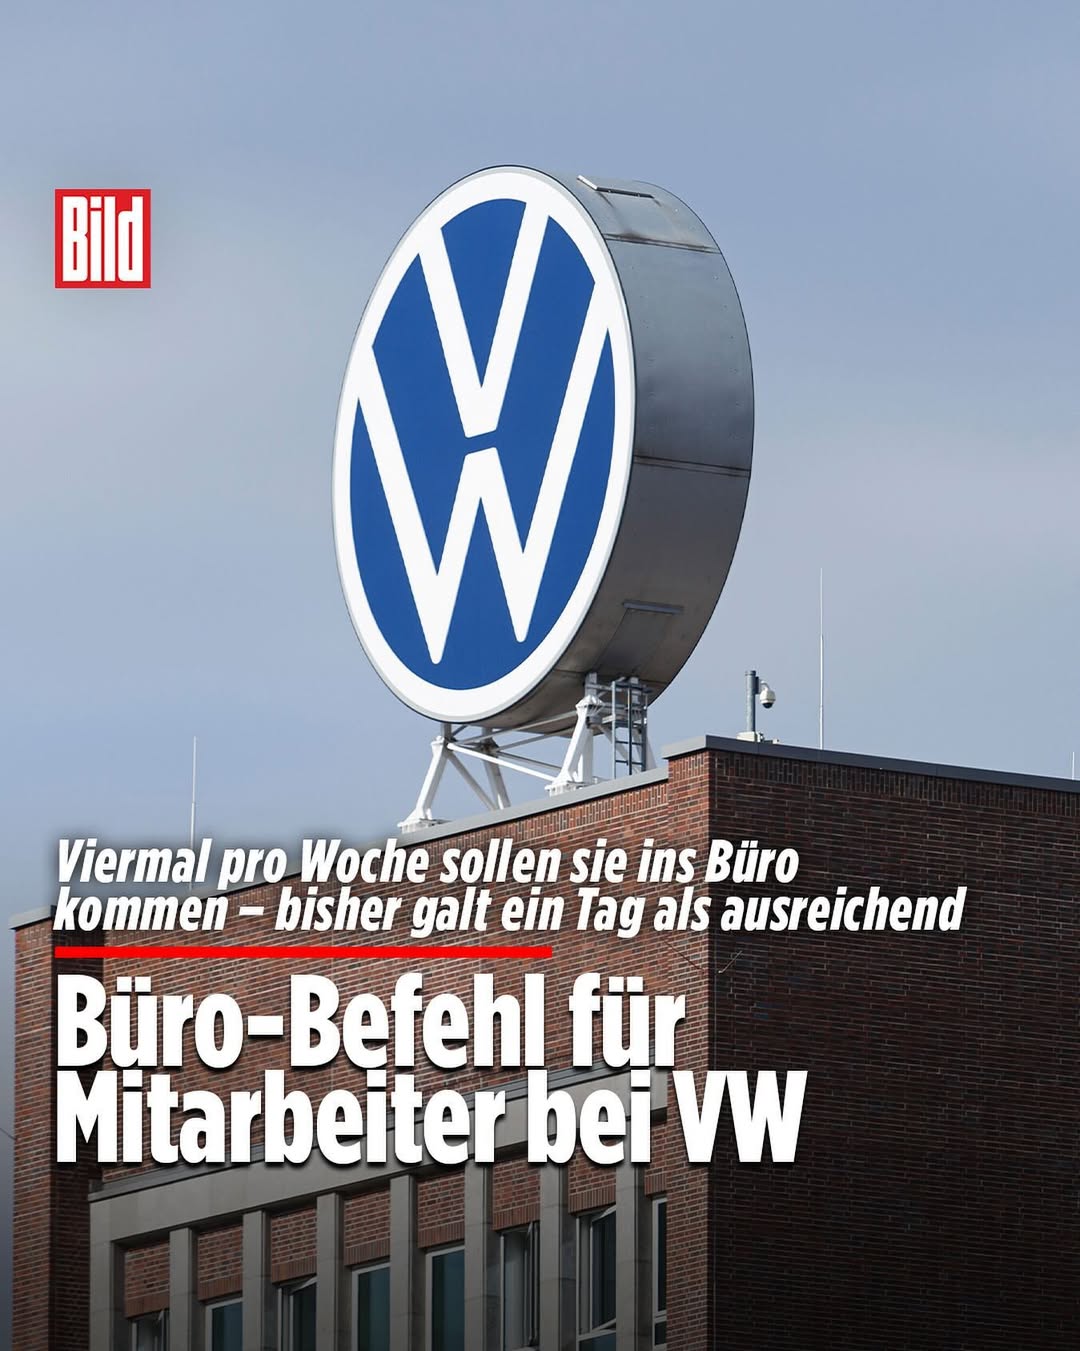 Bild
Viermal pro Woche sollen sie ins Büro
kommen – bisher galt ein Tag als ausreichend
Büro-Befehl für
Mitarbeiter bei VW